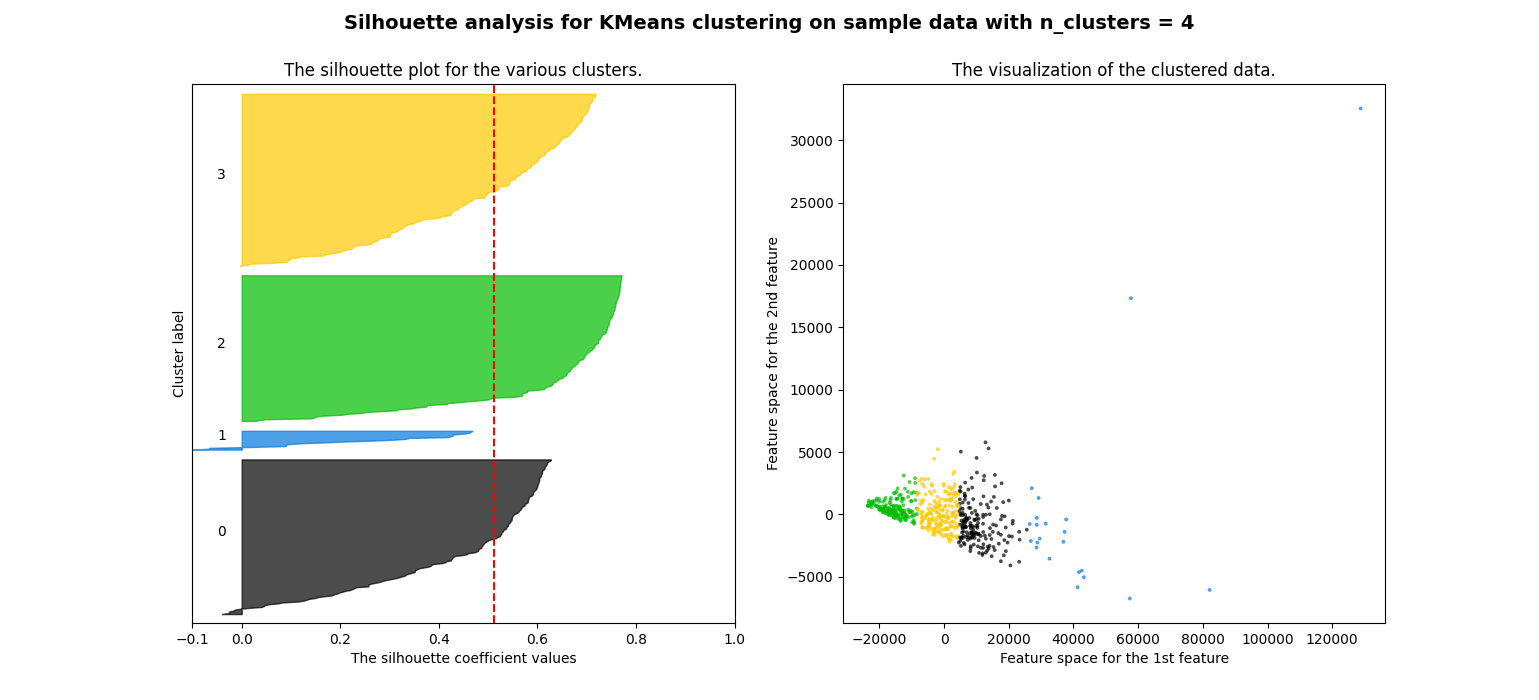 Silhouette analysis for KMeans clustering on sample data with n_clusters = 4
The silhouette plot for the various clusters.
Cluster label
3
2
1
0
−0.1 0.0 0.2 0.4 0.6 0.8 1.0
The silhouette coefficient values
The visualization of the clustered data.
Feature space for the 2nd feature
30000
25000
20000
15000
10000
5000
0
−5000
−20000 0 20000 40000 60000 80000 100000 120000
Feature space for the 1st feature